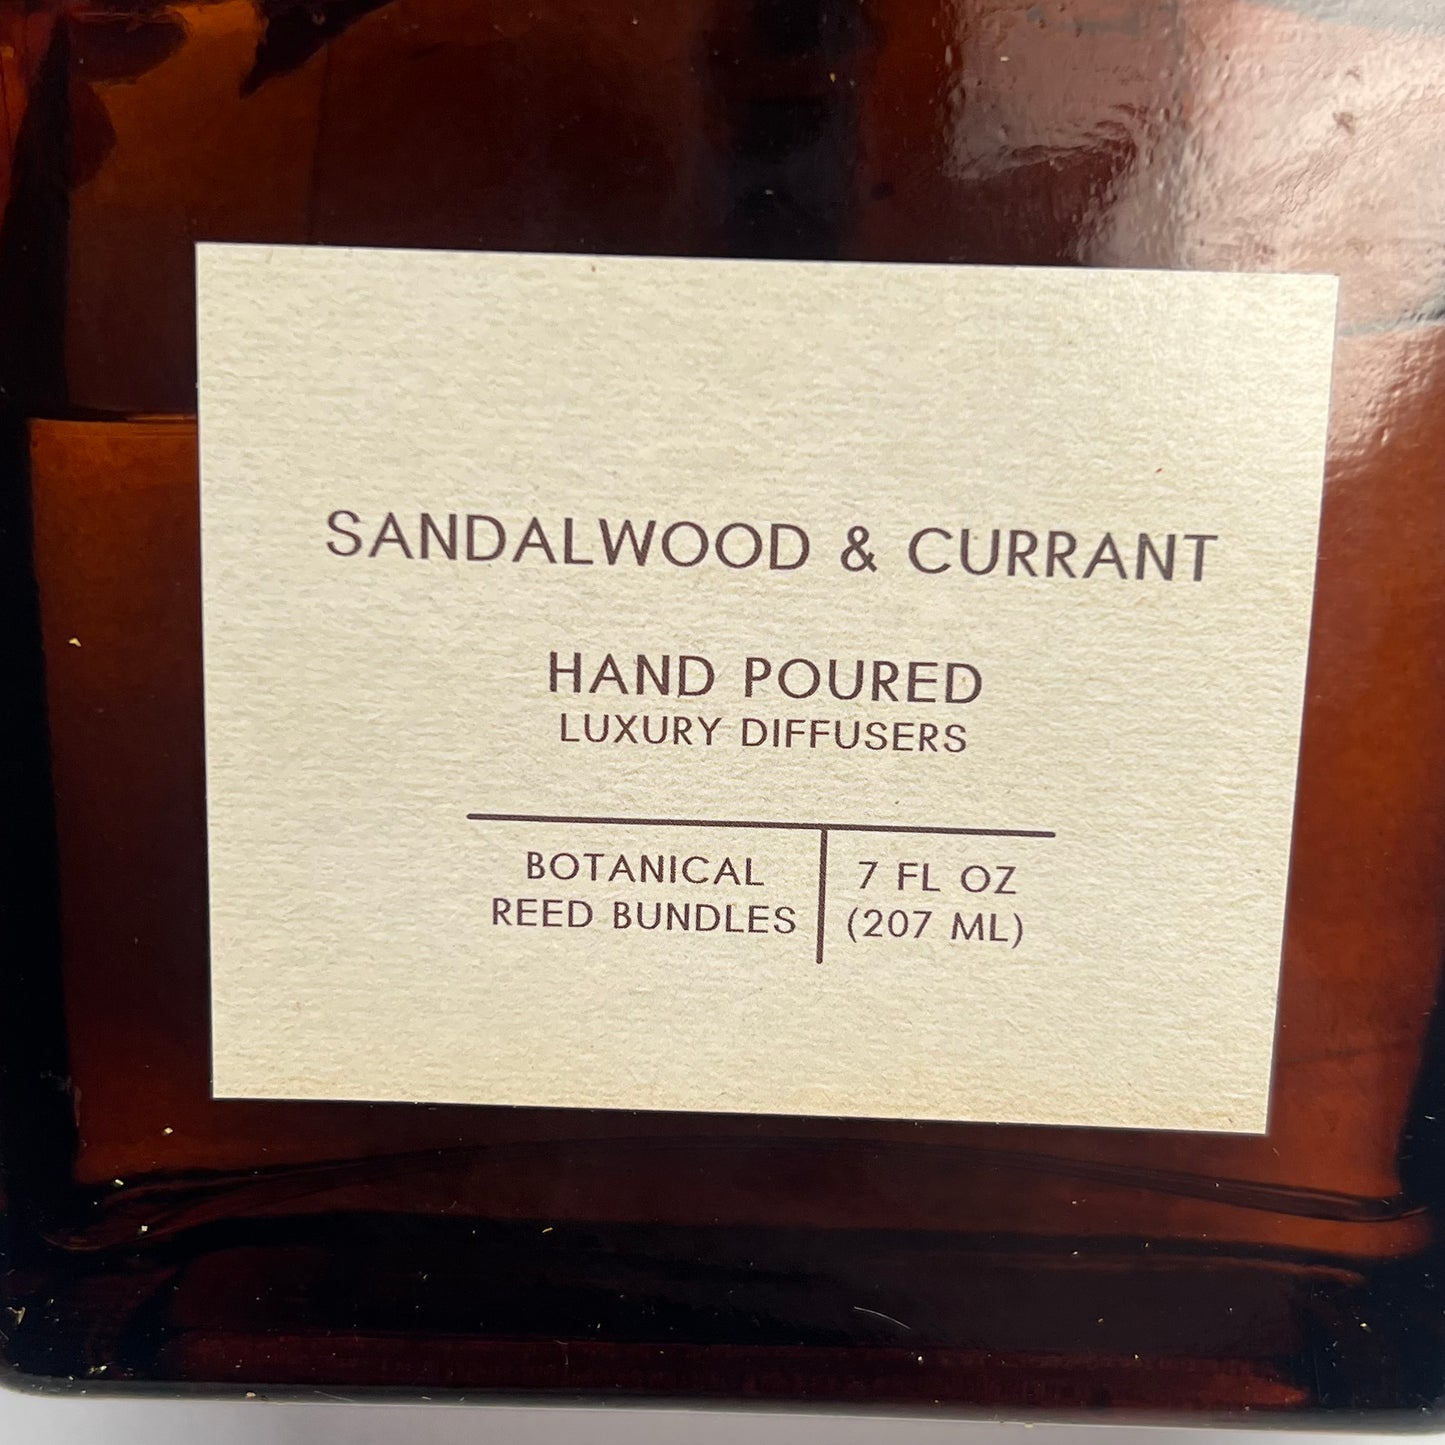 SANDALWOOD & CURRANT
HAND POURED
LUXURY DIFFUSERS
BOTANICAL
REED BUNDLES
7 FL OZ
(207 ML)